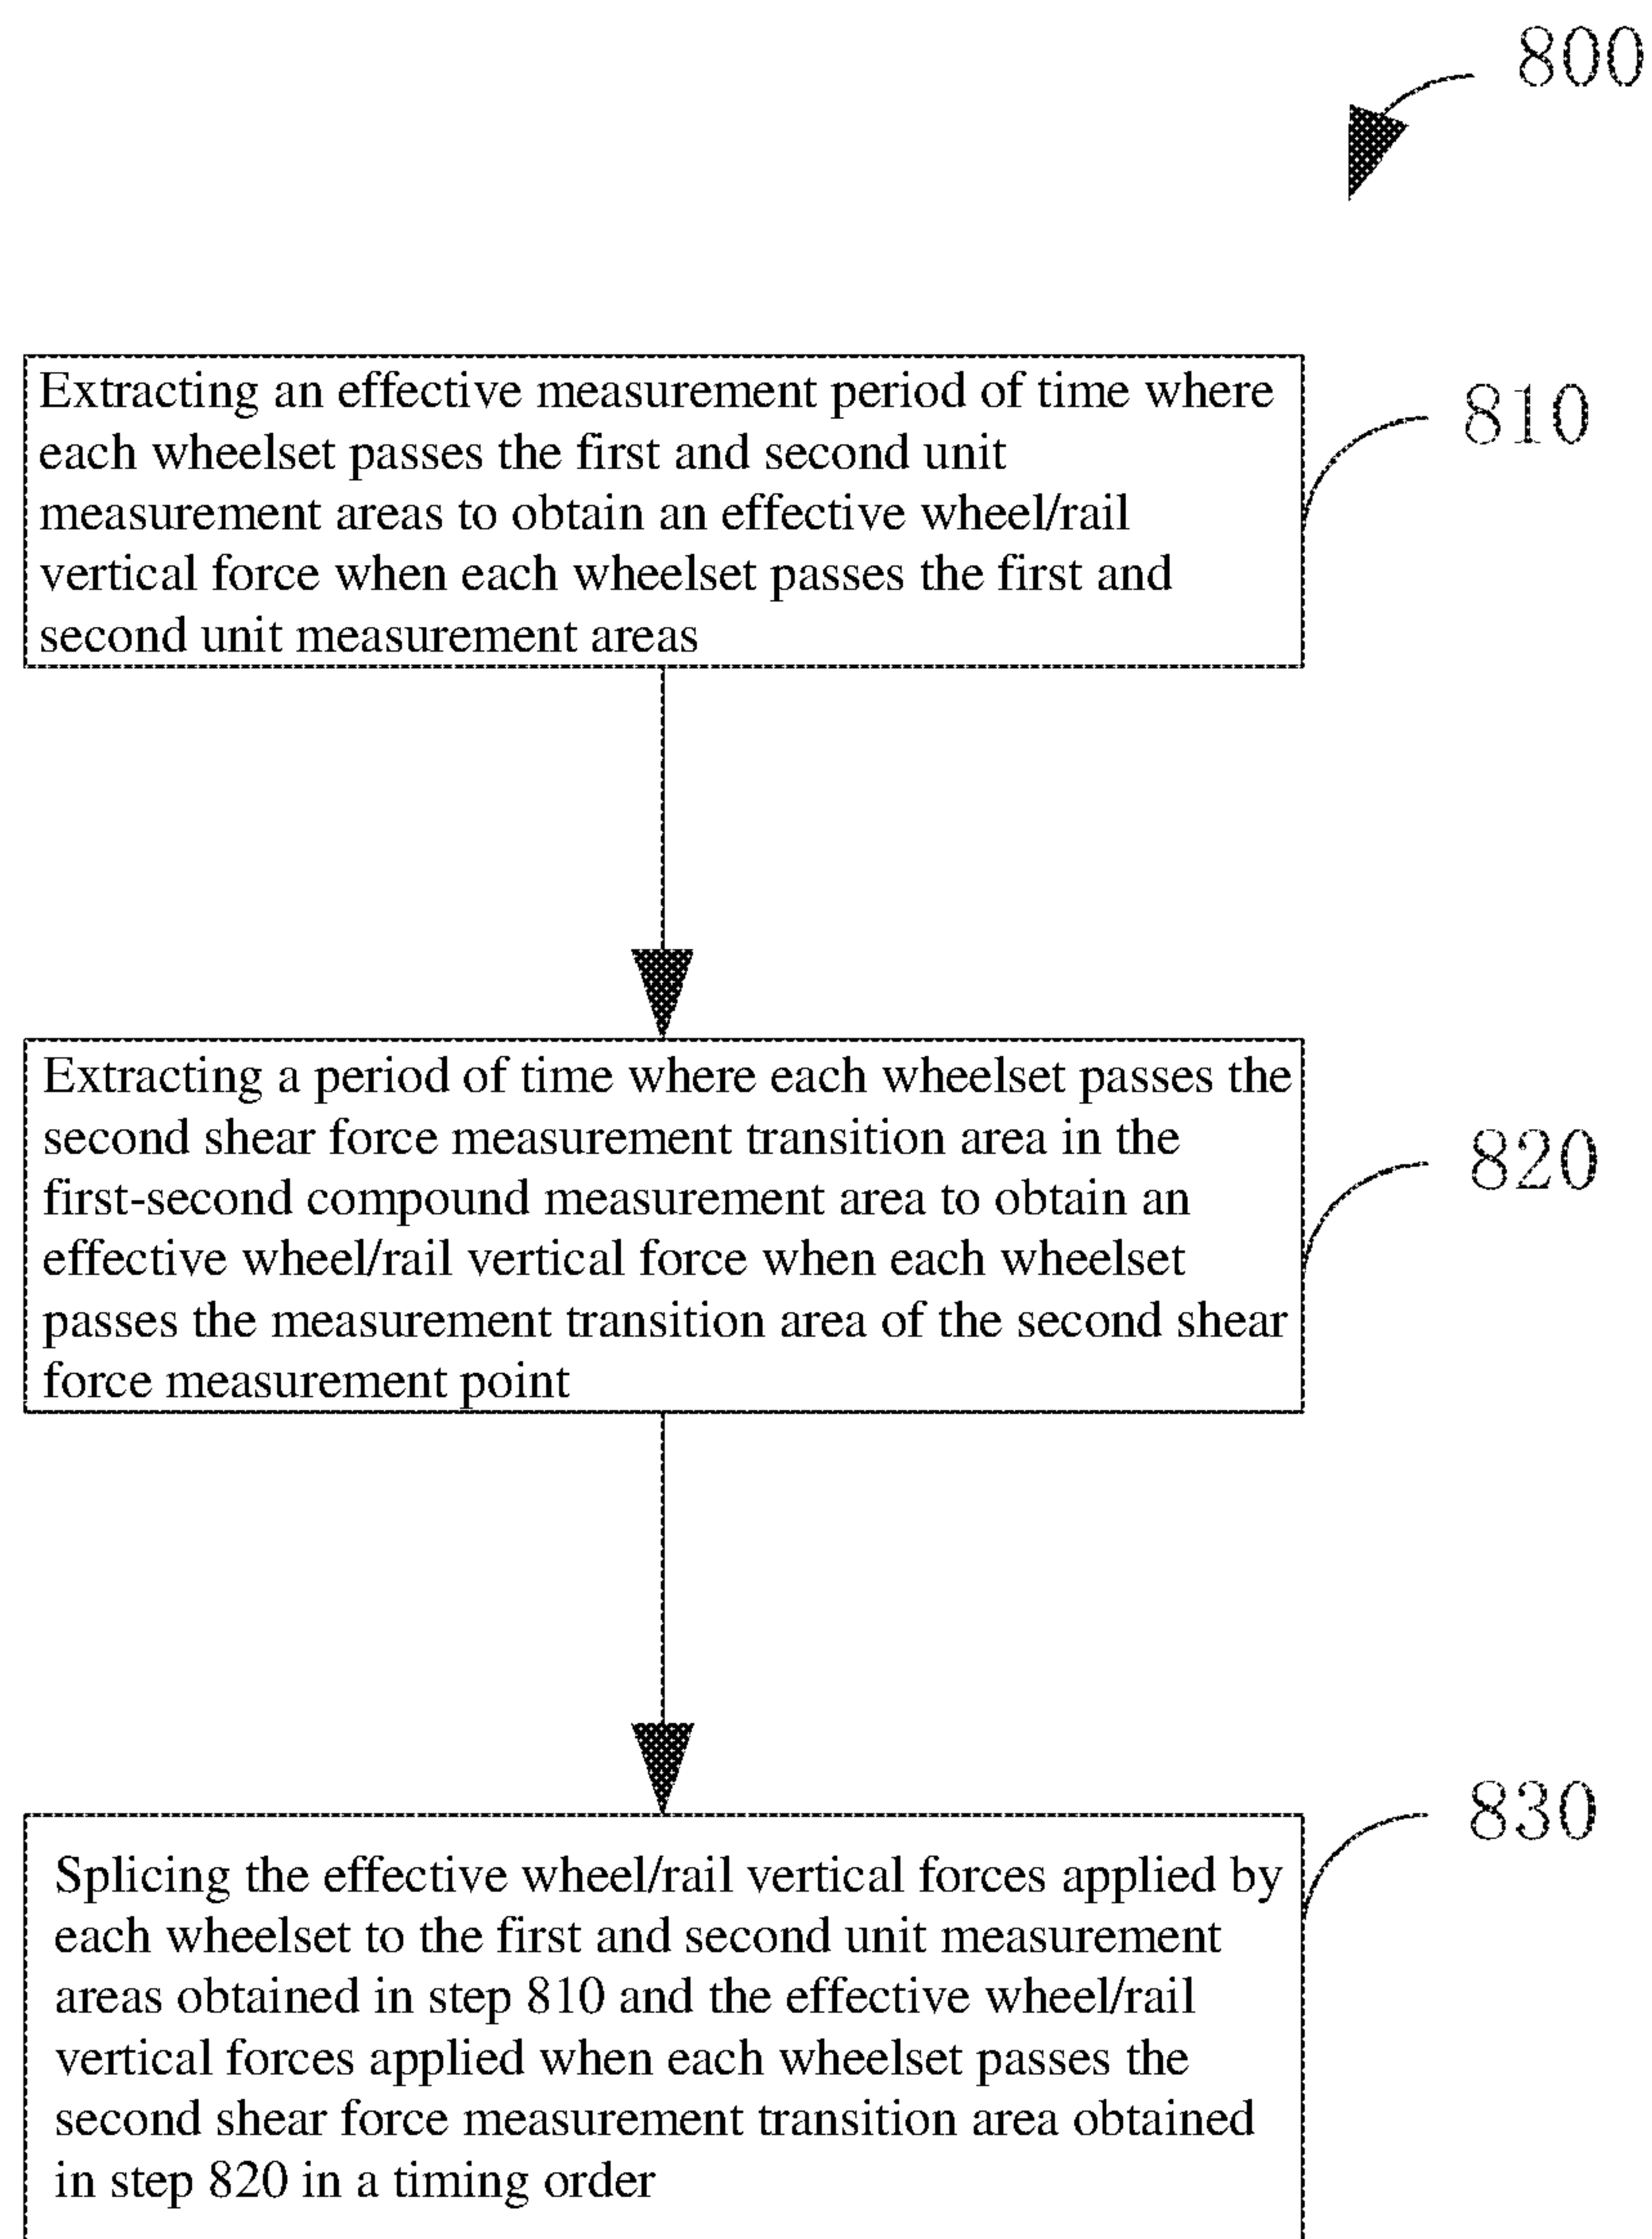 800
Extracting an effective measurement period of time where
each wheelset passes the first and second unit
measurement areas to obtain an effective wheel/rail
vertical force when each wheelset passes the first and
second unit measurement areas
810
Extracting a period of time where each wheelset passes the
second shear force measurement transition area in the
first-second compound measurement area to obtain an
effective wheel/rail vertical force when each wheelset
passes the measurement transition area of the second shear
force measurement point
820
Splicing the effective wheel/rail vertical forces applied by
each wheelset to the first and second unit measurement
areas obtained in step 810 and the effective wheel/rail
vertical forces applied when each wheelset passes the
second shear force measurement transition area obtained
in step 820 in a timing order
830